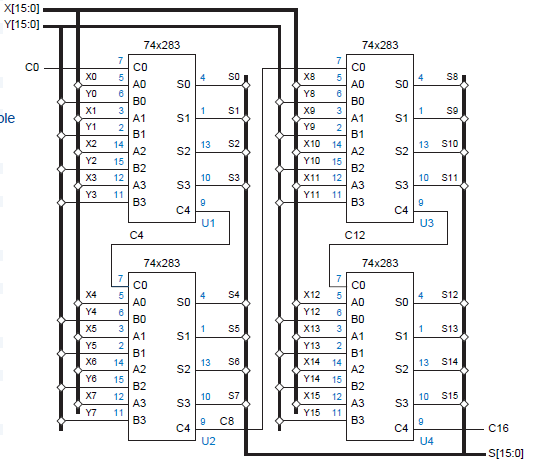 X[15:0]
Y[15:0]
ple
74x283
C0
7
C0
X0 5 A0 S0 4 S0
Y0 6 B0
X1 3 A1 S1 1 S1
Y1 2 B1
X2 14 A2 S2 13 S2
Y2 15 B2
X3 12 A3 S3 10 S3
Y3 11 B3
C4 9
U1
C4
74x283
7
C0
X4 5 A0 S0 4 S4
Y4 6 B0
X5 3 A1 S1 1 S5
Y5 2 B1
X6 14 A2 S2 13 S6
Y6 15 B2
X7 12 A3 S3 10 S7
Y7 11 B3
C4 9 C8
U2
74x283
7
C0
X8 5 A0 S0 4 S8
Y8 6 B0
X9 3 A1 S1 1 S9
Y9 2 B1
X10 14 A2 S2 13 S10
Y10 15 B2
X11 12 A3 S3 10 S11
Y11 11 B3
C4 9
U3
C12
74x283
7
C0
X12 5 A0 S0 4 S12
Y12 6 B0
X13 3 A1 S1 1 S13
Y13 2 B1
X14 14 A2 S2 13 S14
Y14 15 B2
X15 12 A3 S3 10 S15
Y15 11 B3
C4 9 C16
U4
S[15:0]